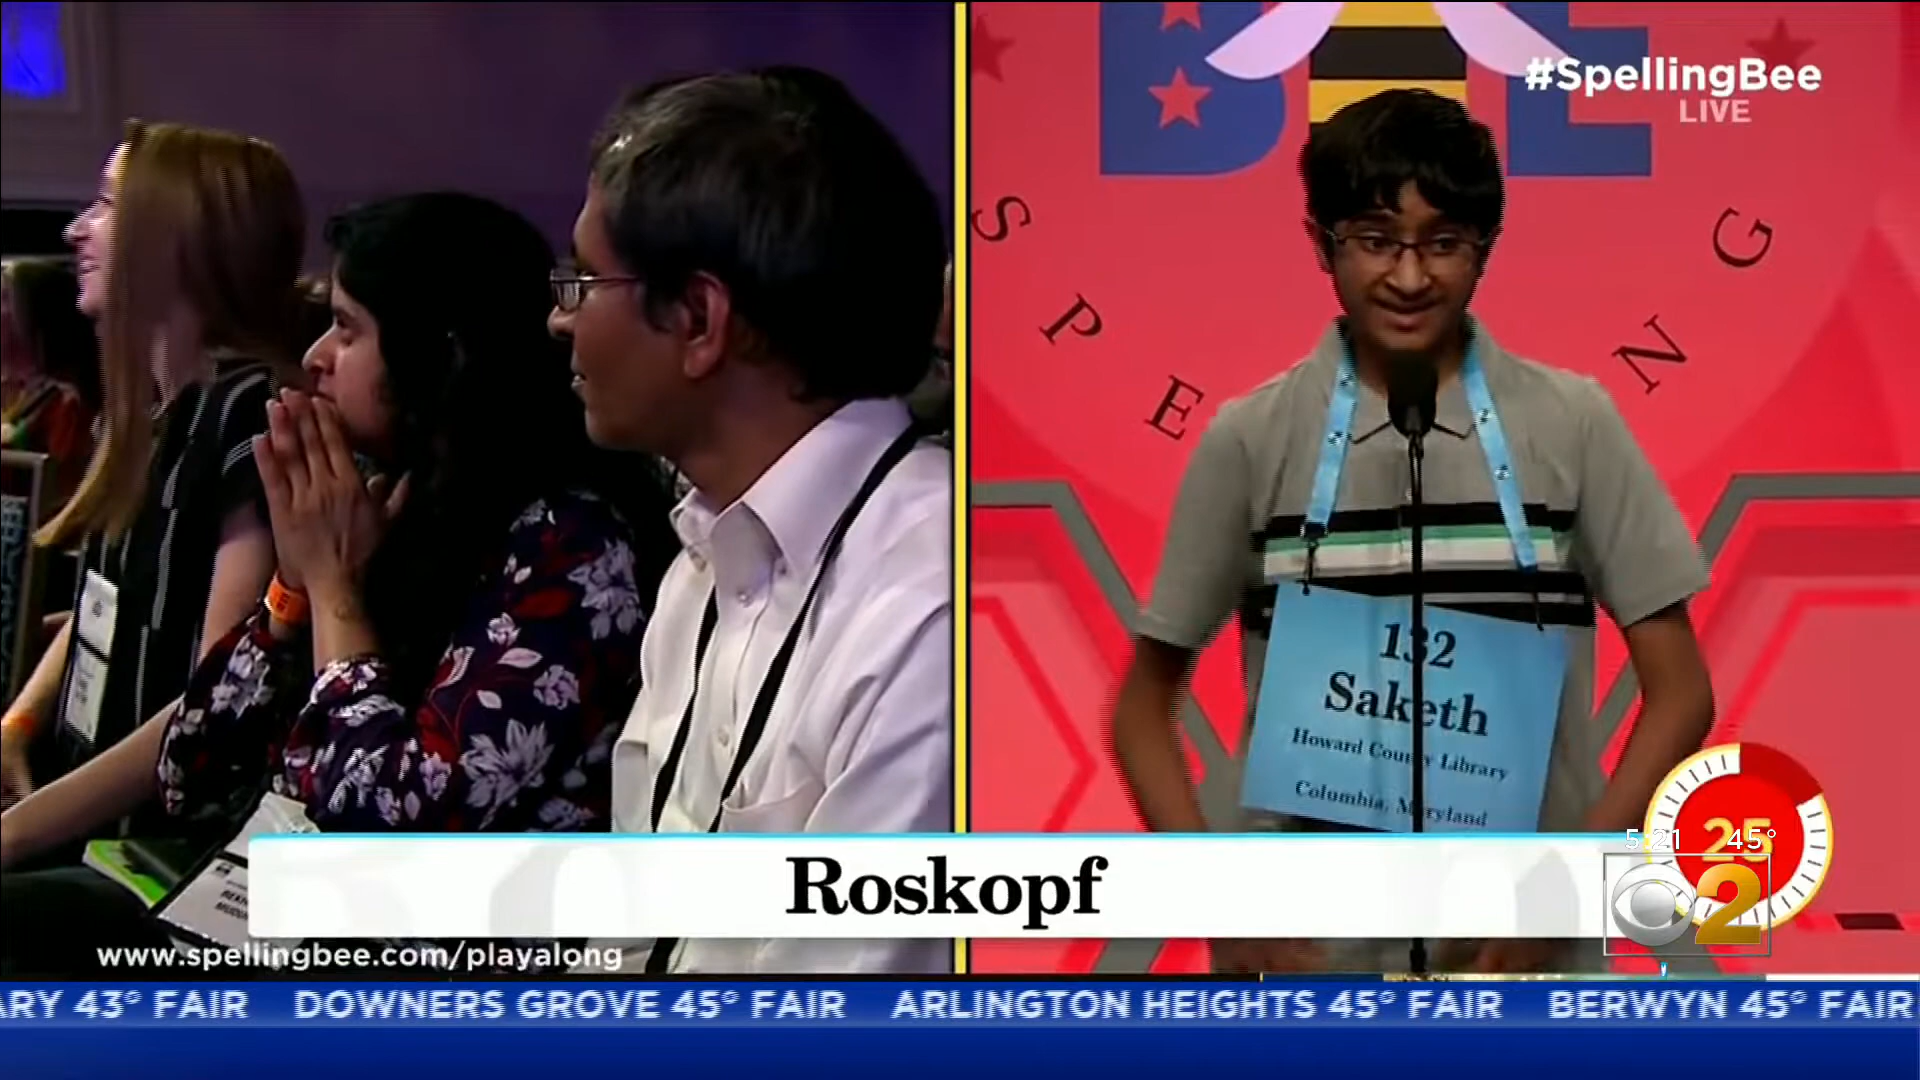 #SpellingBee
LIVE
B E
S P E N G
132
Saketh
Howard County Library
Columbia, Maryland
25
5:21 45°
2
Roskopf
www.spellingbee.com/playalong
ARY 43° FAIR DOWNERS GROVE 45° FAIR ARLINGTON HEIGHTS 45° FAIR BERWYN 45° FAIR